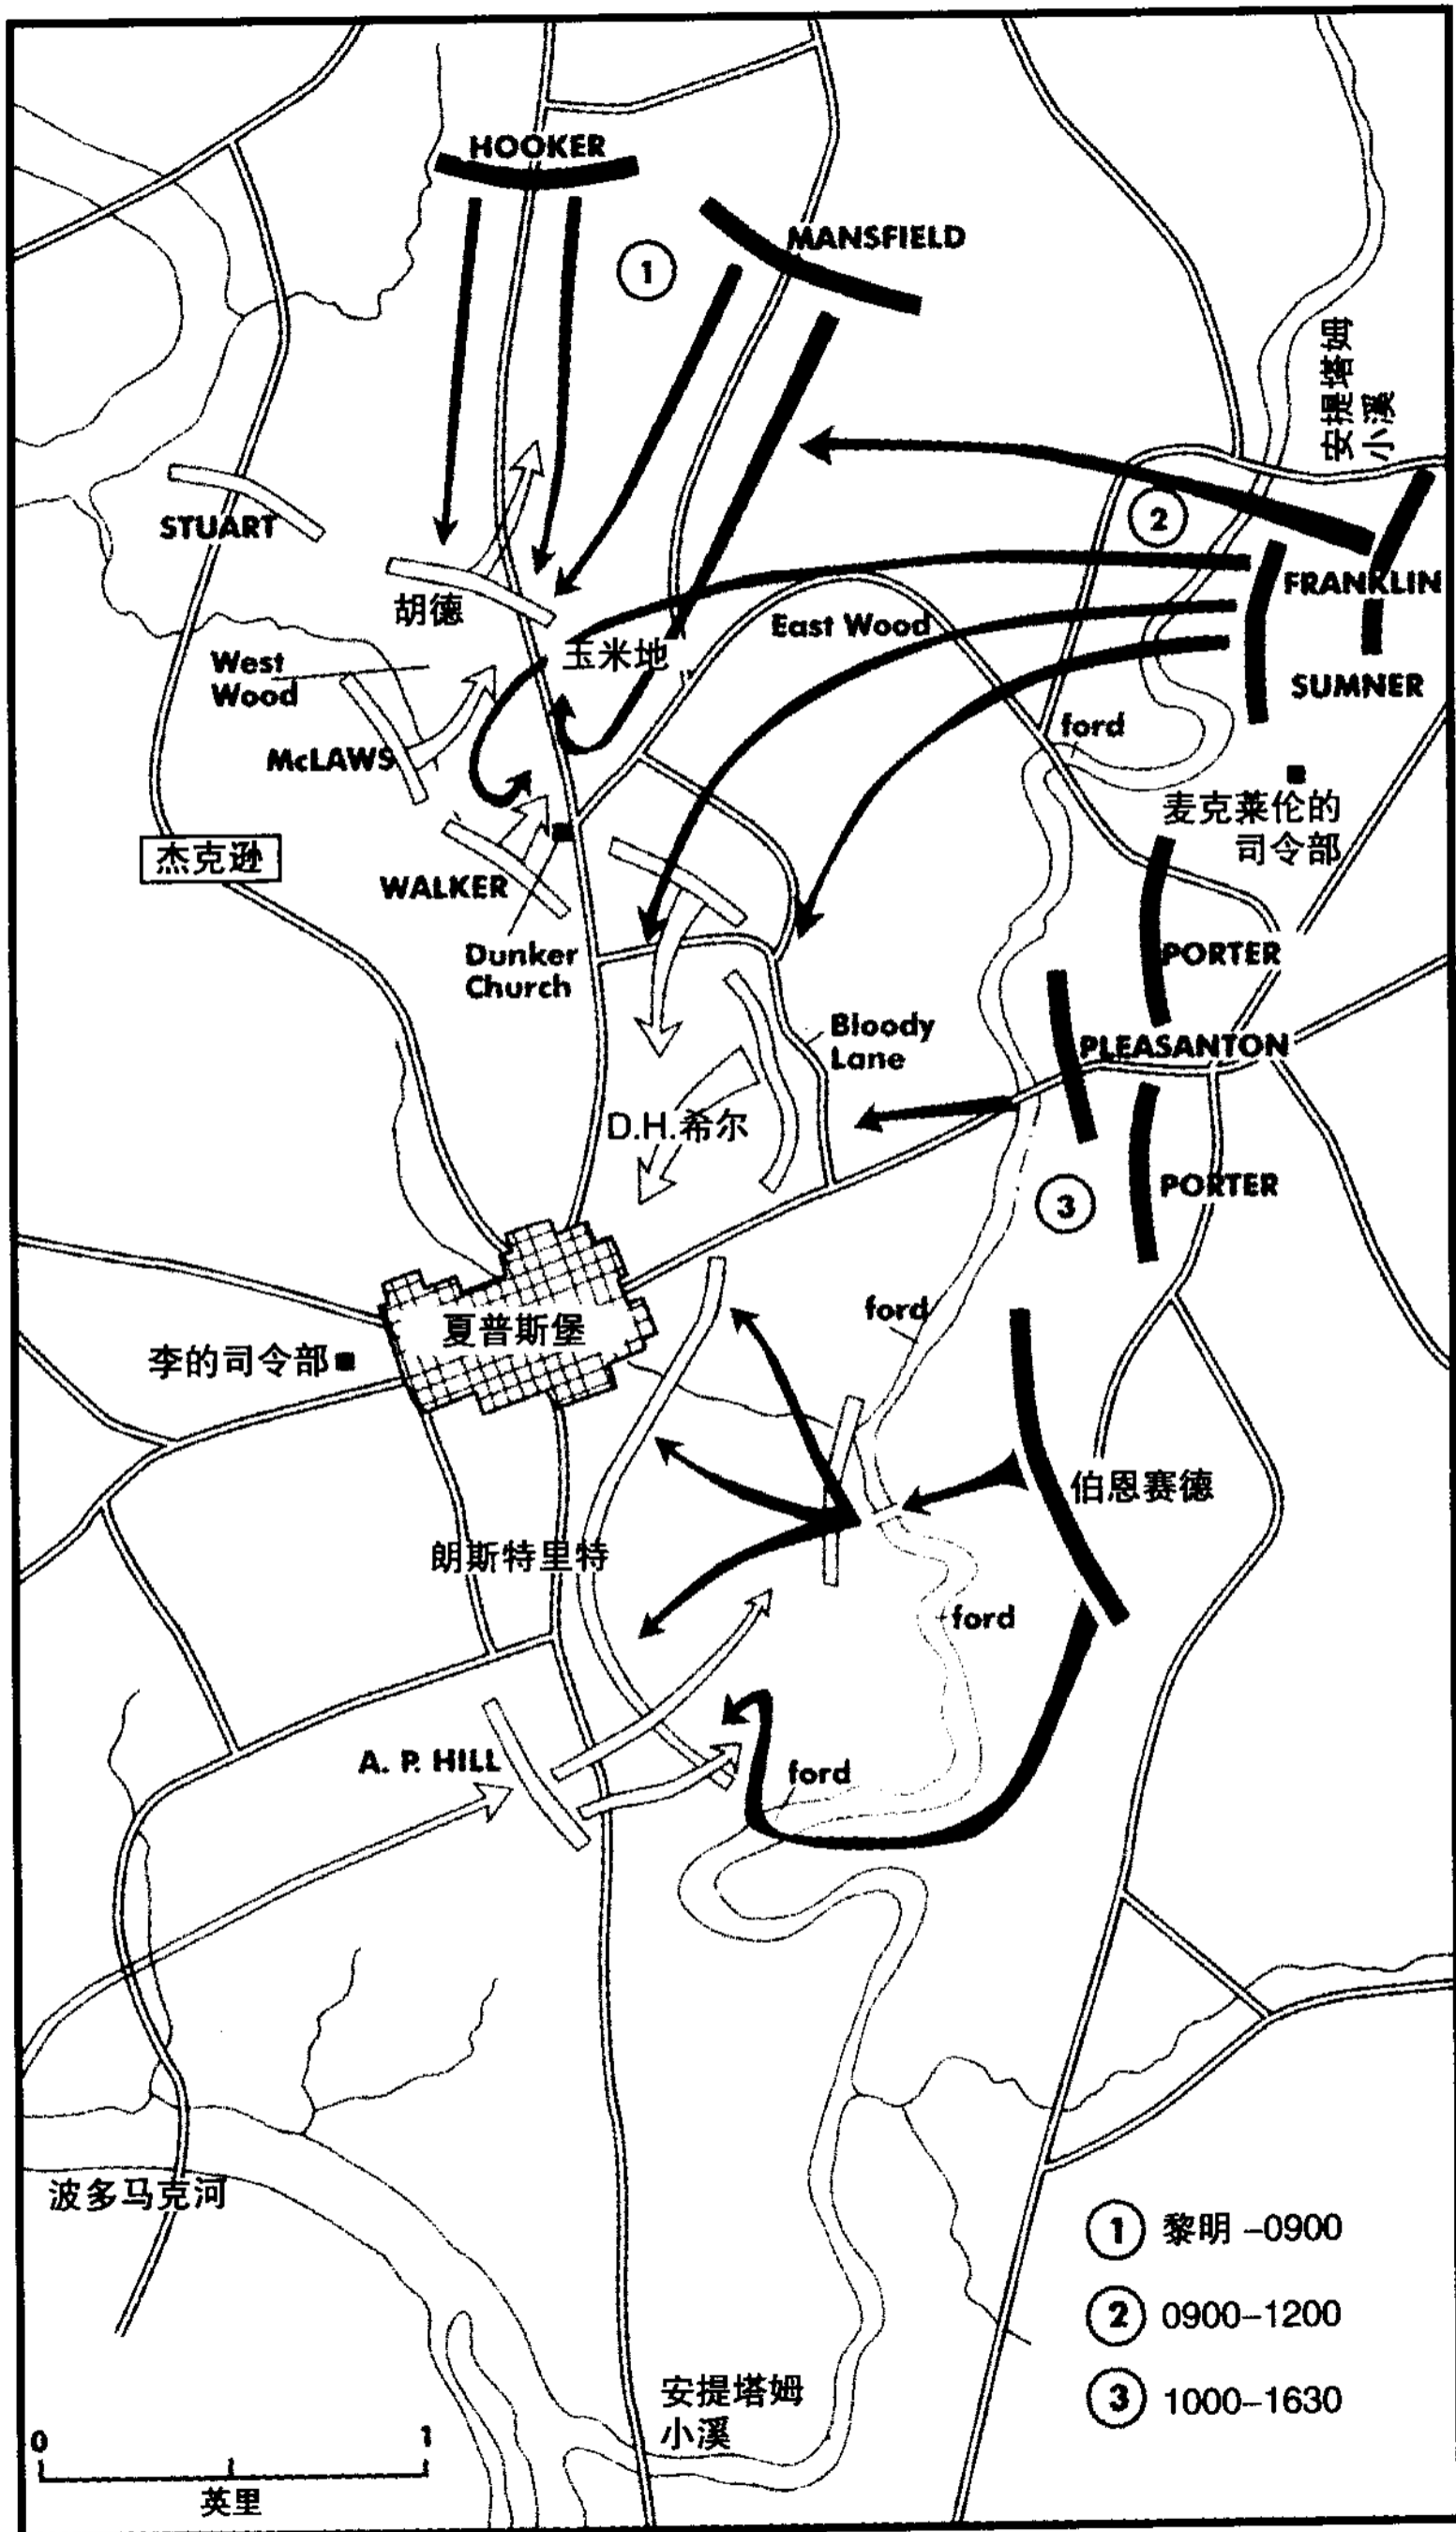 HOOKER
MANSFIELD
1
安提塔姆
小溪
2
STUART
FRANKLIN
胡德
East Wood
玉米地
West
Wood
SUMNER
ford
McLAWS
麦克莱伦的
司令部
杰克逊
WALKER
Dunker
Church
PORTER
Bloody
Lane
PLEASANTON
D.H.希尔
PORTER
3
ford
夏普斯堡
李的司令部
伯恩赛德
朗斯特里特
ford
A. P. HILL
ford
波多马克河
1 黎明 –0900
2 0900–1200
3 1000–1630
安提塔姆
小溪
0 1
英里